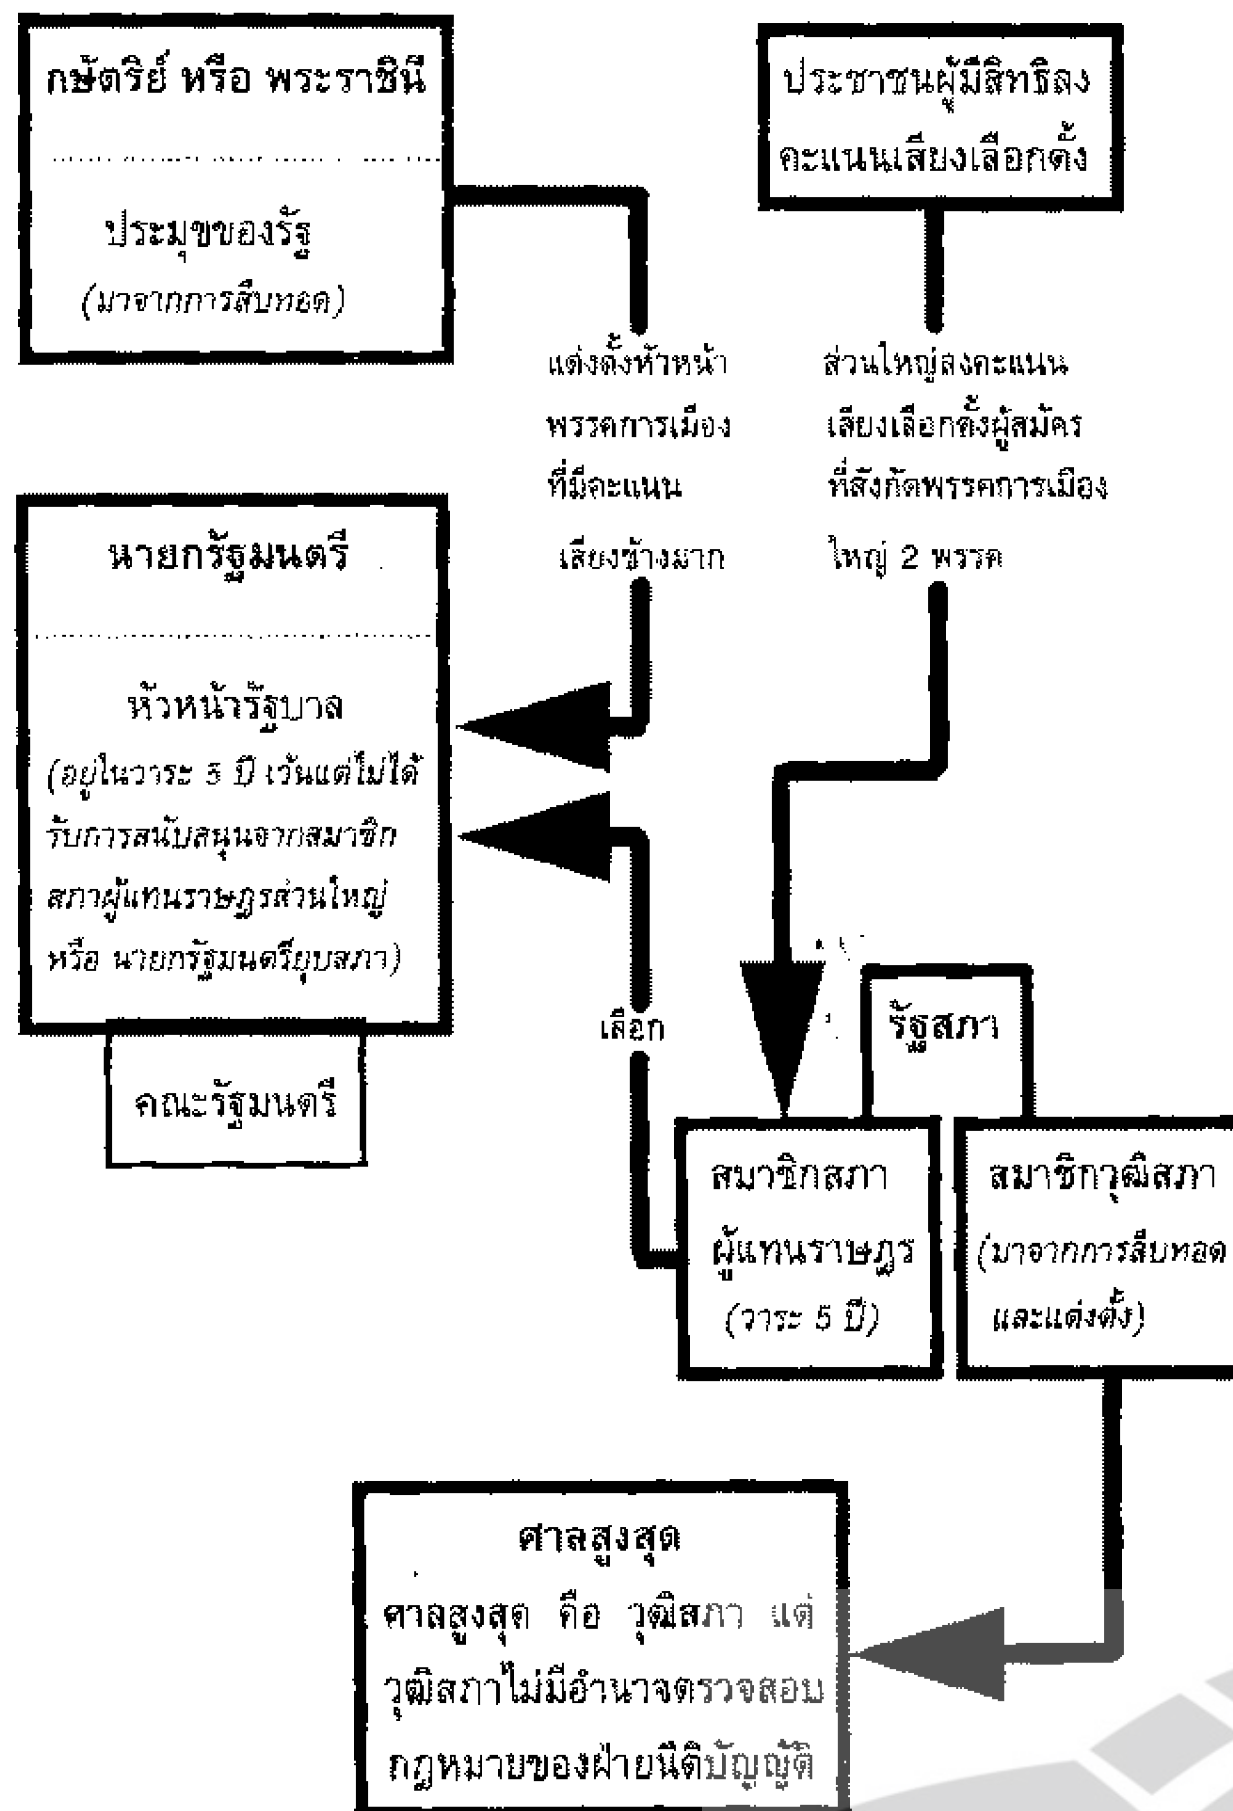 กษัตริย์ หรือ พระราชินี
ประมุขของรัฐ
(มาจากการสืบทอด)
ประชาชนผู้มีสิทธิลง
คะแนนเสียงเลือกตั้ง
แต่งตั้งหัวหน้า
พรรคการเมือง
ที่มีคะแนน
เสียงข้างมาก
ส่วนใหญ่ลงคะแนน
เสียงเลือกตั้งผู้สมัคร
ที่สังกัดพรรคการเมือง
ใหญ่ 2 พรรค
นายกรัฐมนตรี
หัวหน้ารัฐบาล
(อยู่ในวาระ 5 ปี เว้นแต่ไม่ได้
รับการสนับสนุนจากสมาชิก
สภาผู้แทนราษฎรส่วนใหญ่
หรือ นายกรัฐมนตรียุบสภา)
คณะรัฐมนตรี
เลือก
รัฐสภา
สมาชิกสภา
ผู้แทนราษฎร
(วาระ 5 ปี)
สมาชิกวุฒิสภา
(มาจากการสืบทอด
และแต่งตั้ง)
ศาลสูงสุด
ศาลสูงสุด คือ วุฒิสภา แต่
วุฒิสภาไม่มีอำนาจตรวจสอบ
กฎหมายของฝ่ายนิติบัญญัติ